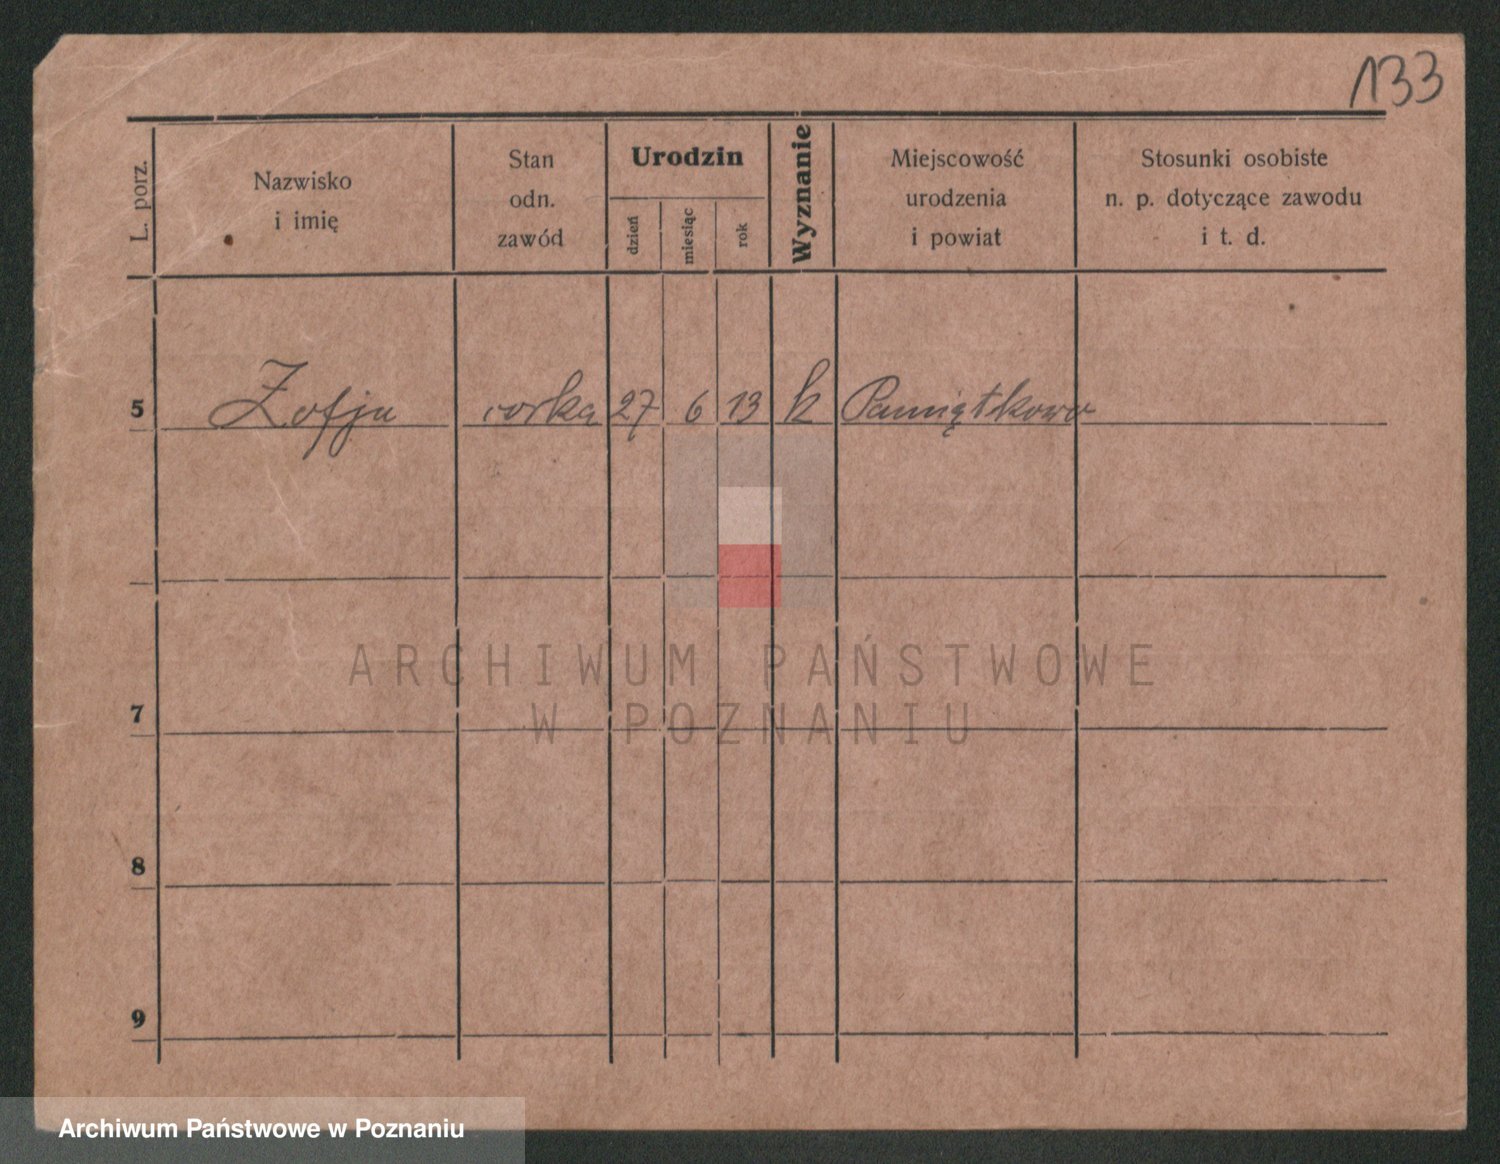 133
L. porz.
Nazwisko
i imię
Stan
odn.
zawód
Urodzin
dzień
miesiąc
rok
Wyznanie
Miejscowość
urodzenia
i powiat
Stosunki osobiste
n. p. dotyczące zawodu
i t. d.
5 Zofja corka 27 6 13 k Pamiątkowo
7
8
9
ARCHIWUM PAŃSTWOWE
W POZNANIU
Archiwum Państwowe w Poznaniu